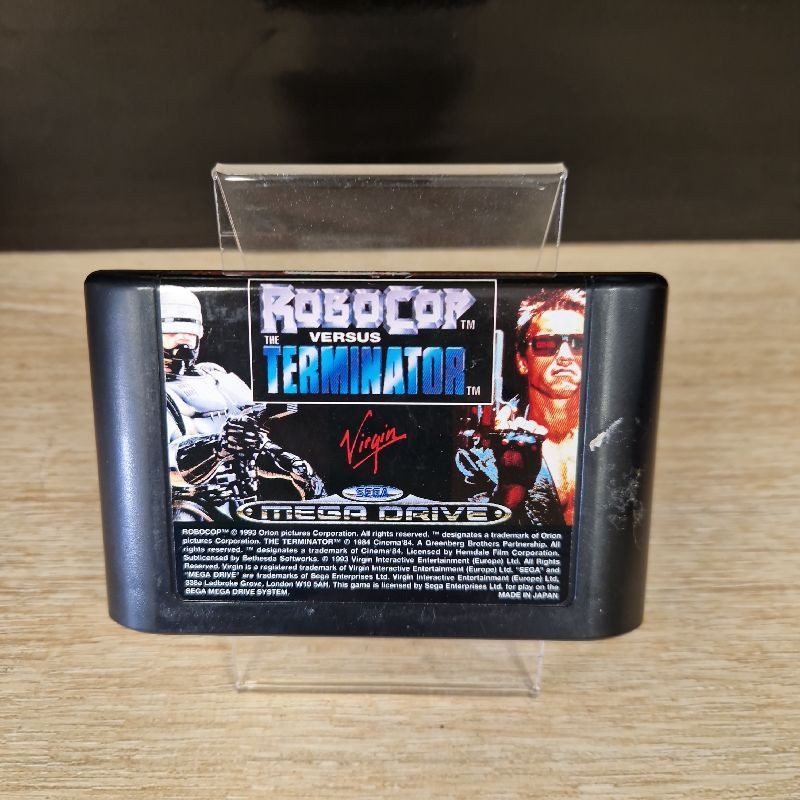 ROBOCOP™
VERSUS
THE TERMINATOR™
Virgin
SEGA
MEGA DRIVE
ROBOCOP™ © 1993 Orion pictures Corporation. All rights reserved. ™ designates a trademark of Orion
pictures Corporation. THE TERMINATOR™ © 1984 Cinema'84. A Greenberg Brothers Partnership. All
rights reserved. ™ designates a trademark of Cinema'84. Licensed by Hemdale Film Corporation.
Sublicensed by Bethesda Softworks. © 1993 Virgin Interactive Entertainment (Europe) Ltd. All Rights
Reserved. Virgin is a registered trademark of Virgin Interactive Entertainment (Europe) Ltd. "SEGA" and
"MEGA DRIVE" are trademarks of Sega Enterprises Ltd. Virgin Interactive Entertainment (Europe) Ltd,
338a Ladbroke Grove, London W10 5AH. This game is licensed by Sega Enterprises Ltd. for play on the
SEGA MEGA DRIVE SYSTEM. MADE IN JAPAN